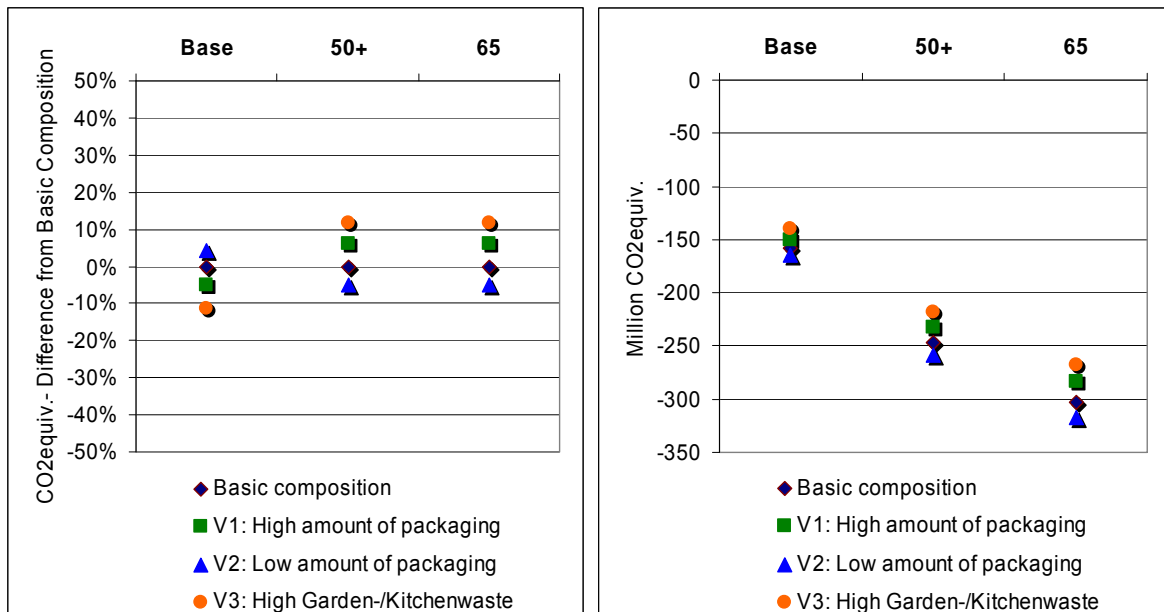 Base 50+ 65
50%
40%
30%
20%
10%
0%
-10%
-20%
-30%
-40%
-50%
CO2equiv.- Difference from Basic Composition
Basic composition
V1: High amount of packaging
V2: Low amount of packaging
V3: High Garden-/Kitchenwaste
Base 50+ 65
0
-50
-100
-150
-200
-250
-300
-350
Million CO2equiv.
Basic composition
V1: High amount of packaging
V2: Low amount of packaging
V3: High Garden-/Kitchenwaste